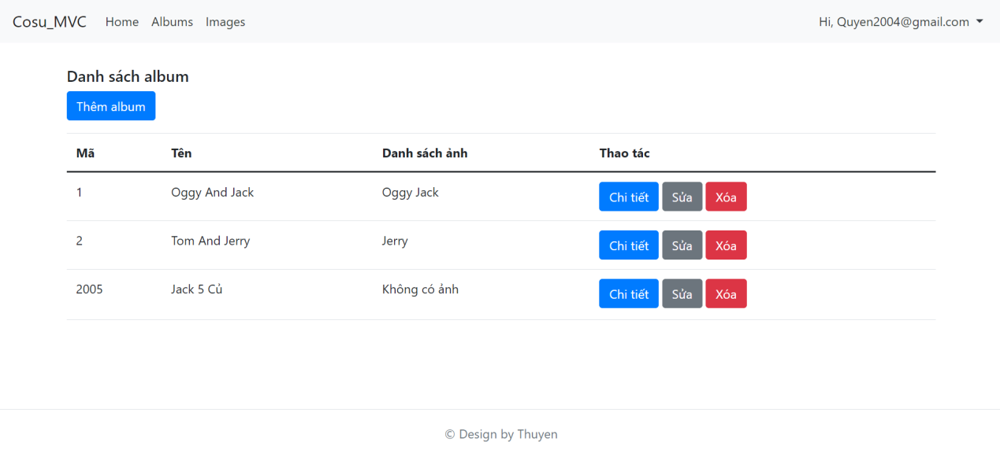 Cosu_MVC Home Albums Images Hi, Quyen2004@gmail.com
Danh sách album
Thêm album
Mã Tên Danh sách ảnh Thao tác
1 Oggy And Jack Oggy Jack Chi tiết Sửa Xóa
2 Tom And Jerry Jerry Chi tiết Sửa Xóa
2005 Jack 5 Củ Không có ảnh Chi tiết Sửa Xóa
© Design by Thuyen